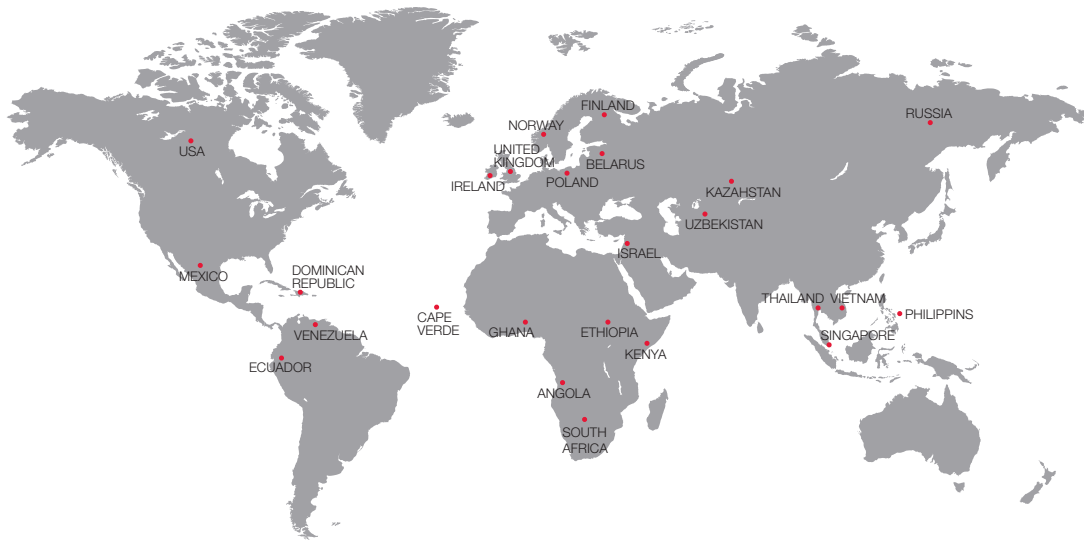 FINLAND
RUSSIA
NORWAY
USA
UNITED
KINGDOM
BELARUS
IRELAND
POLAND
KAZAHSTAN
UZBEKISTAN
ISRAEL
MEXICO
DOMINICAN
REPUBLIC
THAILAND
VIETNAM
CAPE
VERDE
PHILIPPINS
VENEZUELA
GHANA
ETHIOPIA
SINGAPORE
KENYA
ECUADOR
ANGOLA
SOUTH
AFRICA